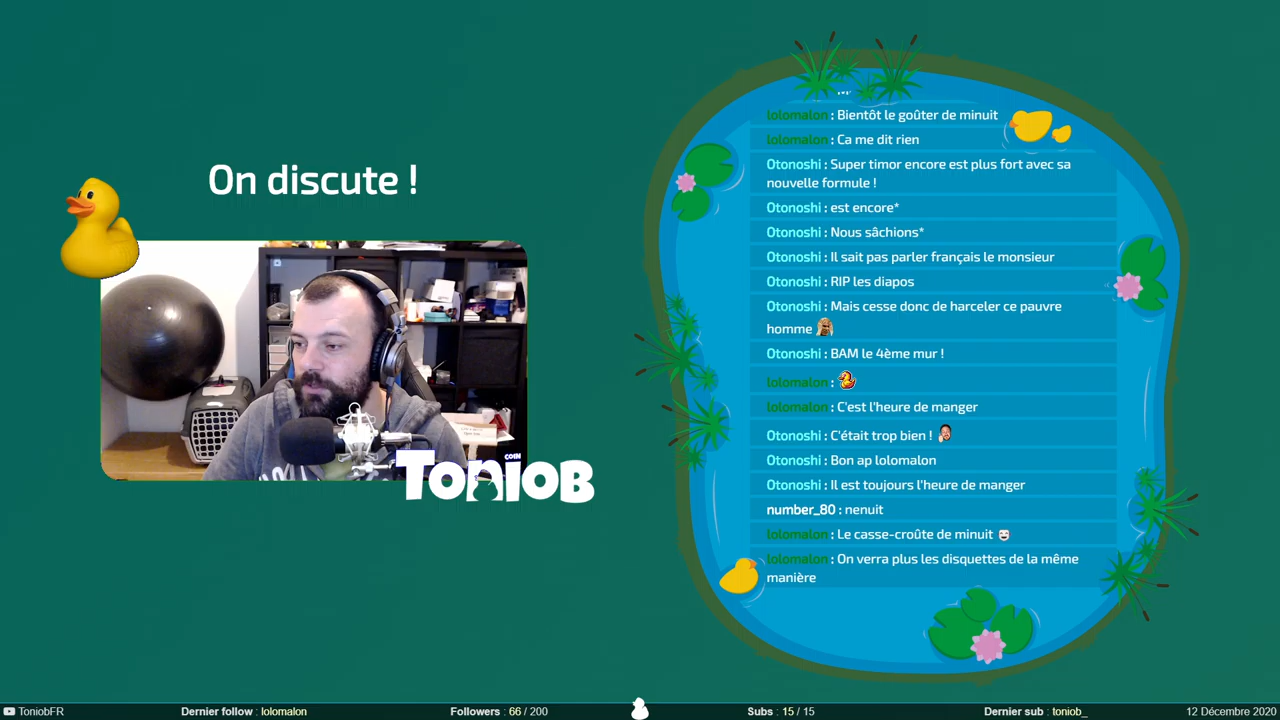 On discute !
COIN
TONIOB
lolomalon : Bientôt le goûter de minuit
lolomalon : Ca me dit rien
Otonoshi : Super timor encore est plus fort avec sa
nouvelle formule !
Otonoshi : est encore*
Otonoshi : Nous sâchions*
Otonoshi : Il sait pas parler français le monsieur
Otonoshi : RIP les diapos
Otonoshi : Mais cesse donc de harceler ce pauvre
homme
Otonoshi : BAM le 4ème mur !
lolomalon :
lolomalon : C'est l'heure de manger
Otonoshi : C'était trop bien !
Otonoshi : Bon ap lolomalon
Otonoshi : Il est toujours l'heure de manger
number_80 : nenuit
lolomalon : Le casse-croûte de minuit
lolomalon : On verra plus les disquettes de la même
manière
ToniobFR Dernier follow : lolomalon Followers : 66 / 200 Subs : 15 / 15 Dernier sub : toniob_ 12 Décembre 2020